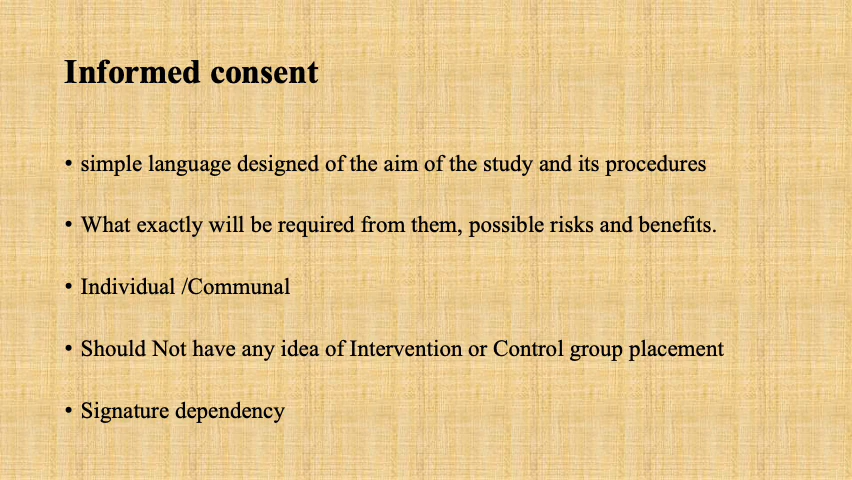 Informed consent
• simple language designed of the aim of the study and its procedures
• What exactly will be required from them, possible risks and benefits.
• Individual /Communal
• Should Not have any idea of Intervention or Control group placement
• Signature dependency